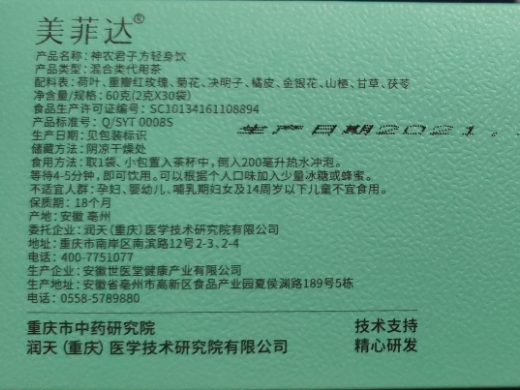 美菲达®
产品名称：神农君子方轻身饮
产品类型：混合类代用茶
配料表：荷叶、重瓣红玫瑰、菊花、决明子、橘皮、金银花、山楂、甘草、茯苓
净含量/规格：60克(2克X30袋)
食品生产许可证编号：SC10134161108894
产品标准号：Q/SYT 0008S
生产日期：见包装标识
生产日期2021.
储藏方法：阴凉干燥处
食用方法：取1袋、小包置入茶杯中，倒入200毫升热水冲泡。
等待4-5分钟，即可饮用。可以根据个人口味加入少量冰糖或蜂蜜。
不适宜人群：孕妇、婴幼儿、哺乳期妇女及14周岁以下儿童不宜食用。
保质期：18个月
产地：安徽 亳州
委托企业：润天（重庆）医学技术研究院有限公司
地址：重庆市南岸区南滨路12号2-3、2-4
电话：400-7751077
生产企业：安徽世医堂健康产业有限公司
生产地址：安徽省亳州市高新区食品产业园夏侯渊路189号5栋
电话：0558-5789880
重庆市中药研究院 技术支持
润天（重庆）医学技术研究院有限公司 精心研发